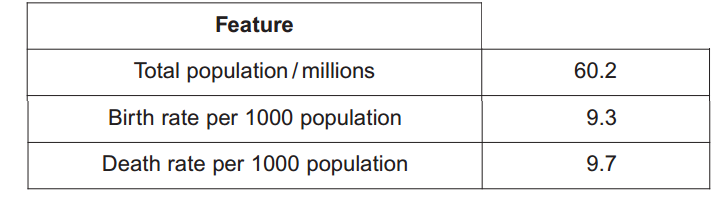 Feature
Total population / millions 60.2
Birth rate per 1000 population 9.3
Death rate per 1000 population 9.7